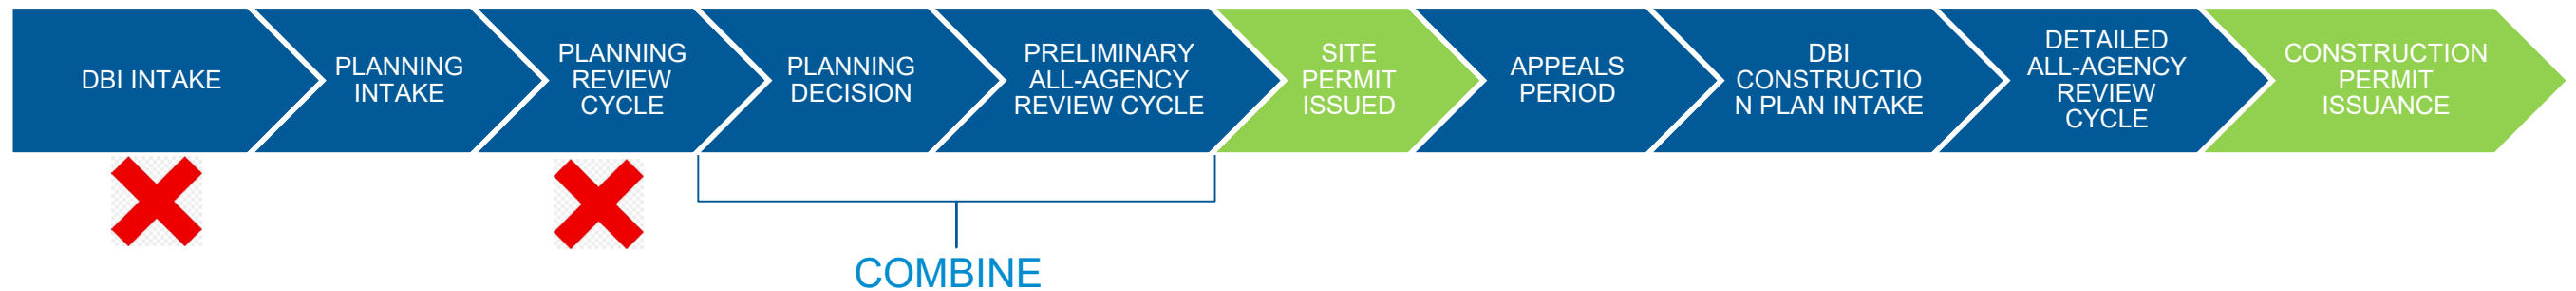 DBI INTAKE
PLANNING
INTAKE
PLANNING
REVIEW
CYCLE
PLANNING
DECISION
PRELIMINARY
ALL-AGENCY
REVIEW CYCLE
SITE
PERMIT
ISSUED
APPEALS
PERIOD
DBI
CONSTRUCTIO
N PLAN INTAKE
DETAILED
ALL-AGENCY
REVIEW
CYCLE
CONSTRUCTION
PERMIT
ISSUANCE
COMBINE